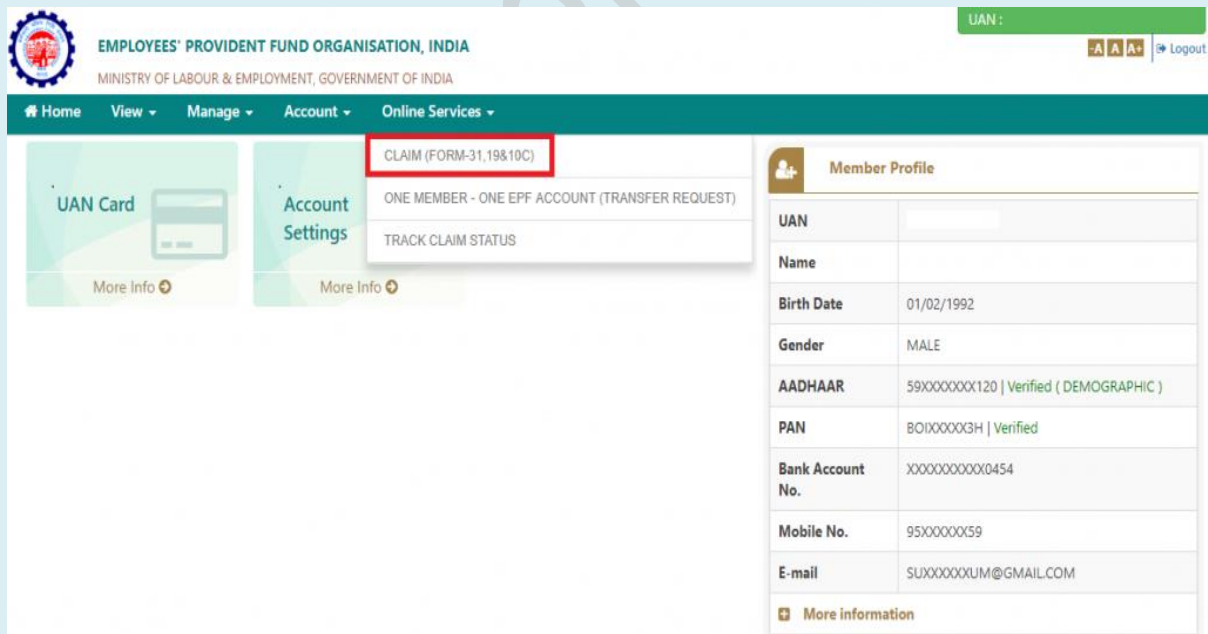 UAN :
EMPLOYEES' PROVIDENT FUND ORGANISATION, INDIA
-A A A+ Logout
MINISTRY OF LABOUR & EMPLOYMENT, GOVERNMENT OF INDIA
Home View Manage Account Online Services
CLAIM (FORM-31,19&10C)
ONE MEMBER - ONE EPF ACCOUNT (TRANSFER REQUEST)
TRACK CLAIM STATUS
UAN Card
More Info
Account
Settings
More Info
Member Profile
UAN
Name
Birth Date 01/02/1992
Gender MALE
AADHAAR 59XXXXXXX120 | Verified ( DEMOGRAPHIC )
PAN BOIXXXXX3H | Verified
Bank Account XXXXXXXXXX0454
No.
Mobile No. 95XXXXXX59
E-mail SUXXXXXXUM@GMAIL.COM
More information